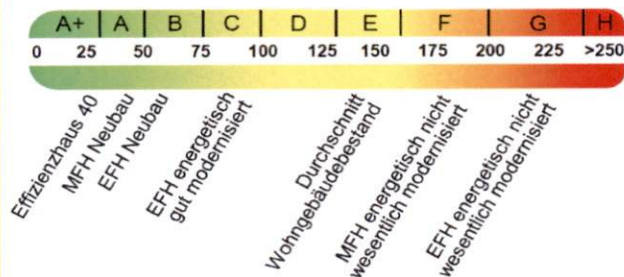 A+ A B C D E F G H
0 25 50 75 100 125 150 175 200 225 >250
Effizienzhaus 40
MFH Neubau
EFH Neubau
EFH energetisch
gut modernisiert
Durchschnitt
Wohngebäudebestand
MFH energetisch nicht
wesentlich modernisiert
EFH energetisch nicht
wesentlich modernisiert